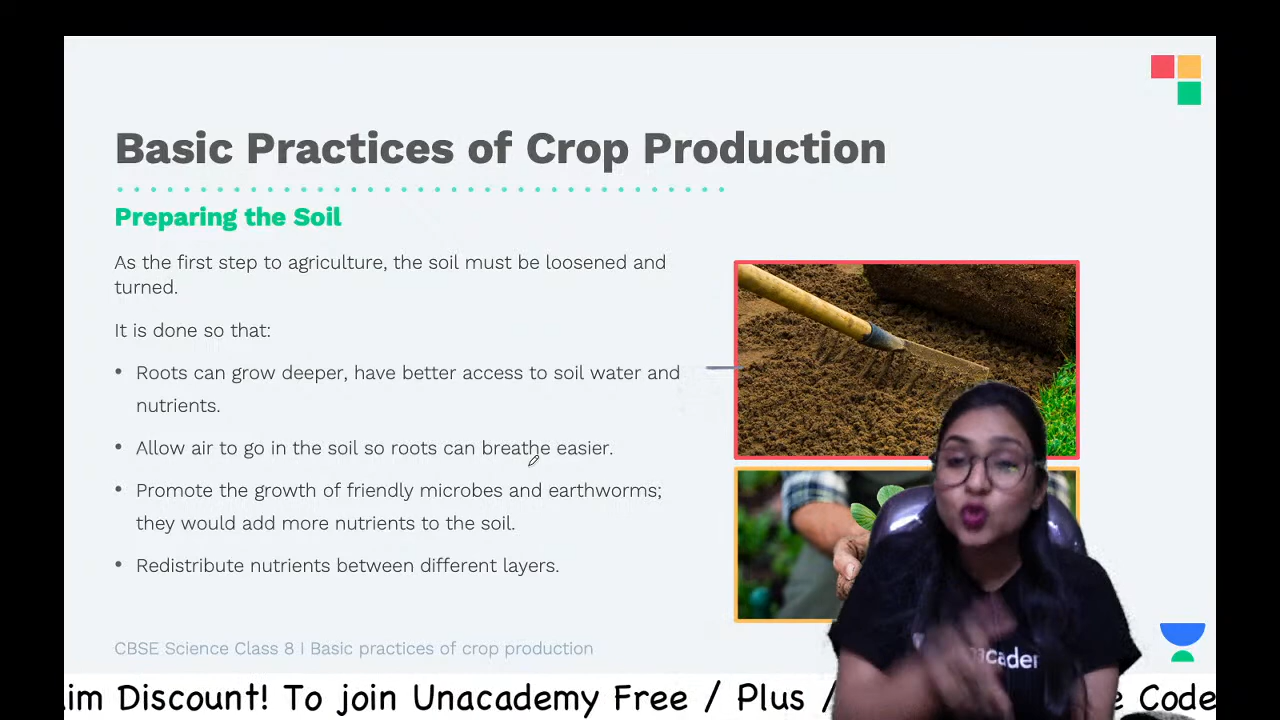 Basic Practices of Crop Production
Preparing the Soil
As the first step to agriculture, the soil must be loosened and
turned.
It is done so that:
• Roots can grow deeper, have better access to soil water and
nutrients.
• Allow air to go in the soil so roots can breathe easier.
• Promote the growth of friendly microbes and earthworms;
they would add more nutrients to the soil.
• Redistribute nutrients between different layers.
CBSE Science Class 8 I Basic practices of crop production
Discount! To join Unacademy Free / Plus / Code